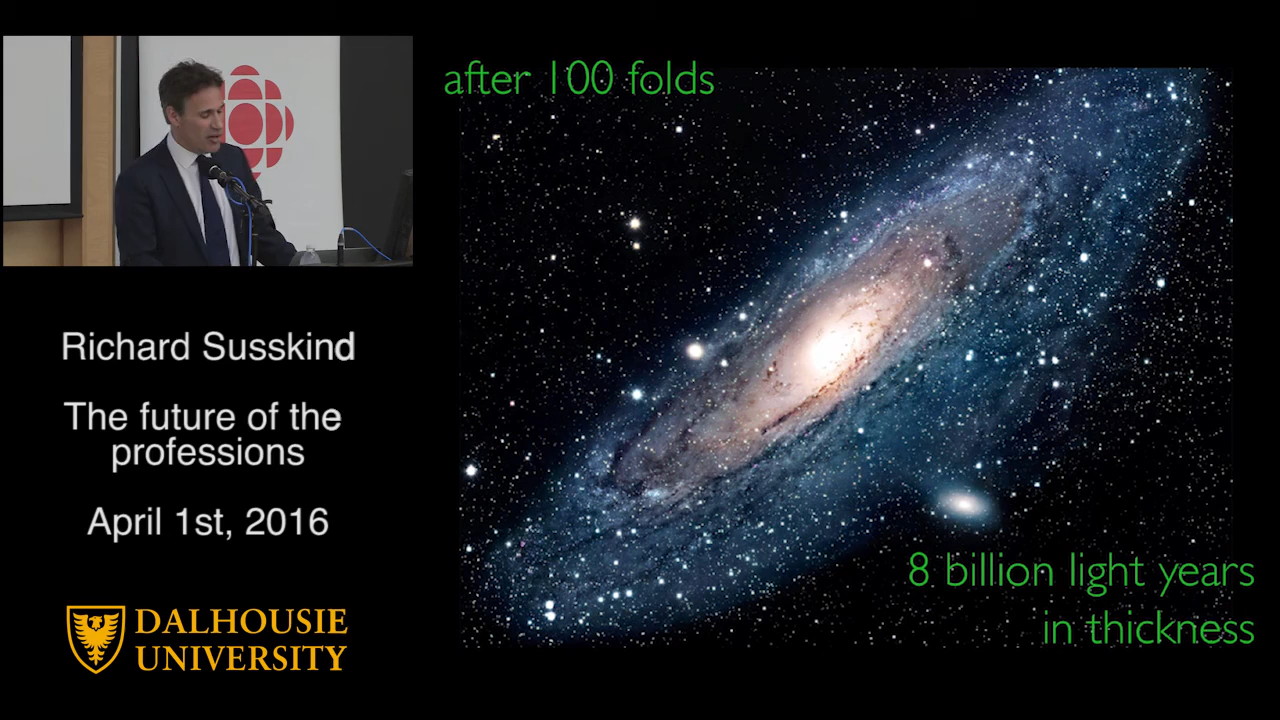 after 100 folds
Richard Susskind
The future of the
professions
April 1st, 2016
DALHOUSIE
UNIVERSITY
8 billion light years
in thickness